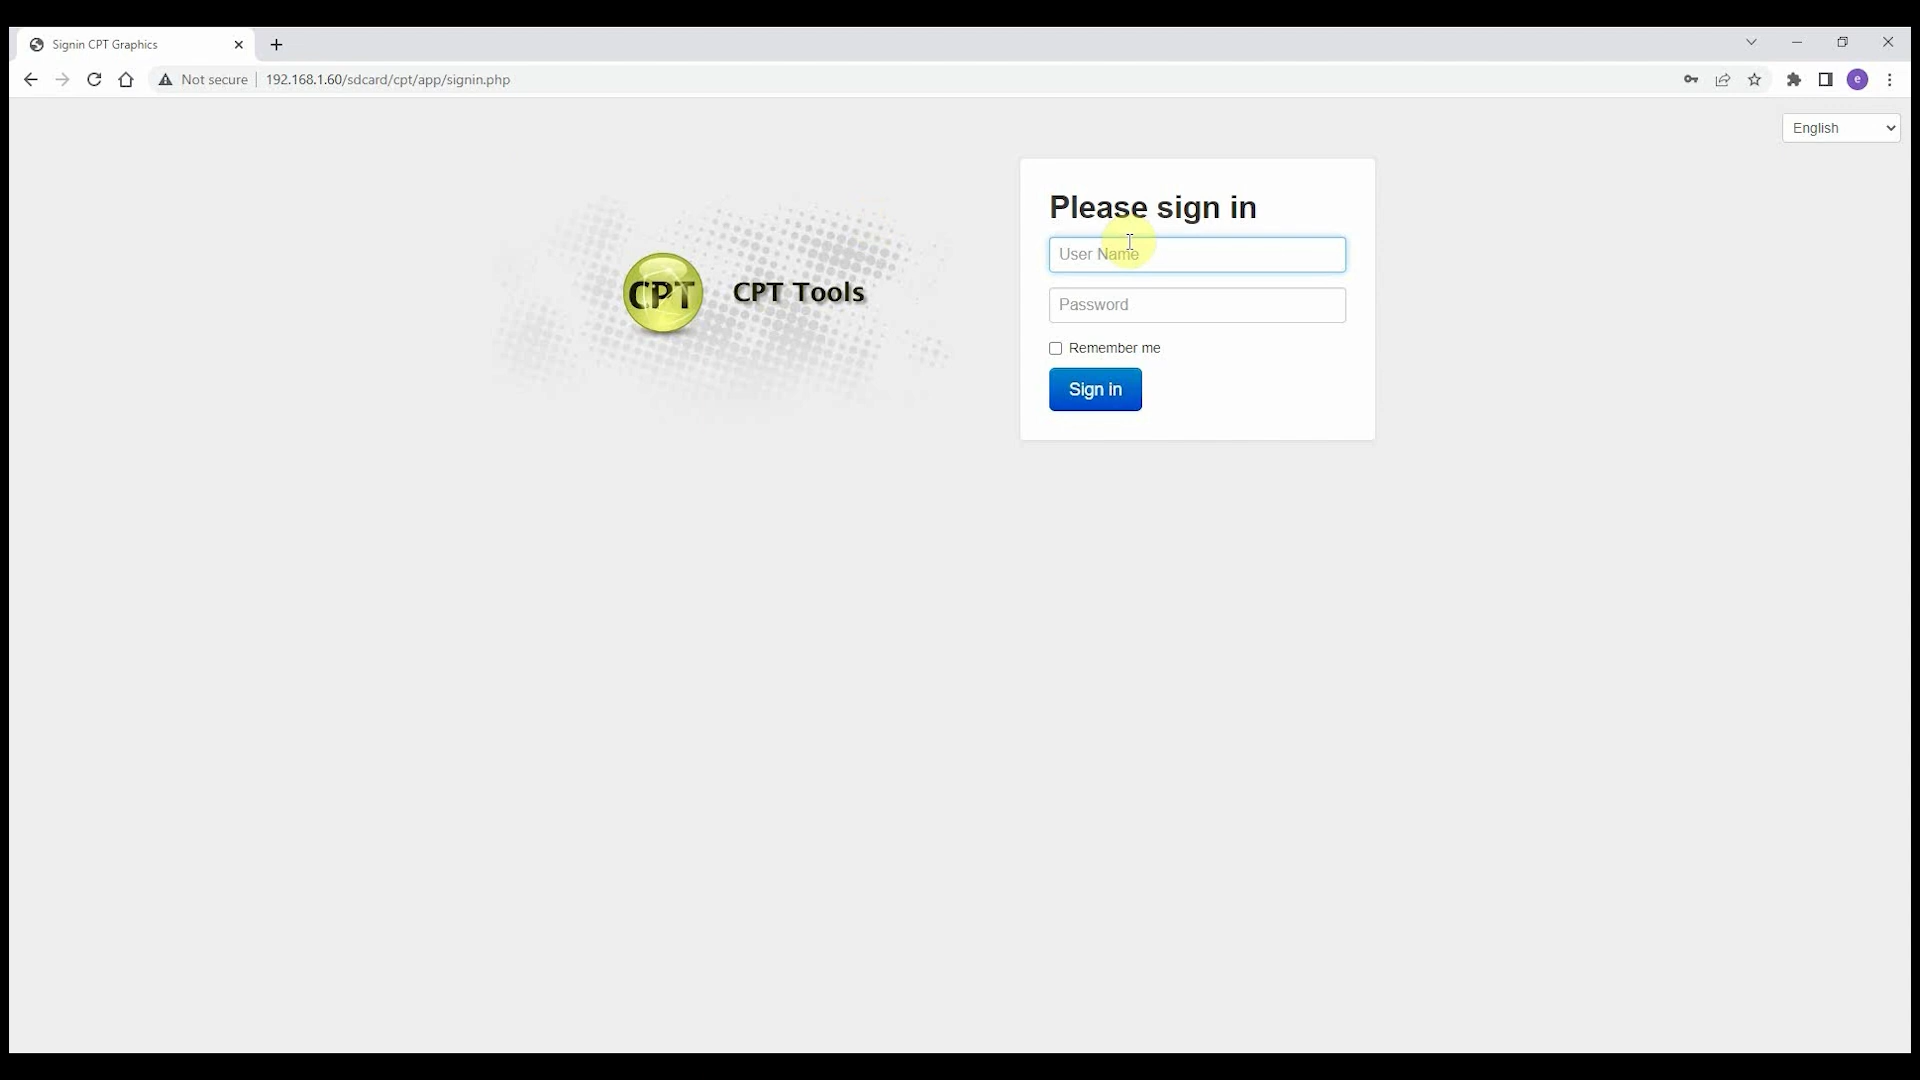 Signin CPT Graphics
Not secure
192.168.1.60/sdcard/cpt/app/signin.php
e
English
Please sign in
User Name
CPT
CPT Tools
Password
Remember me
Sign in